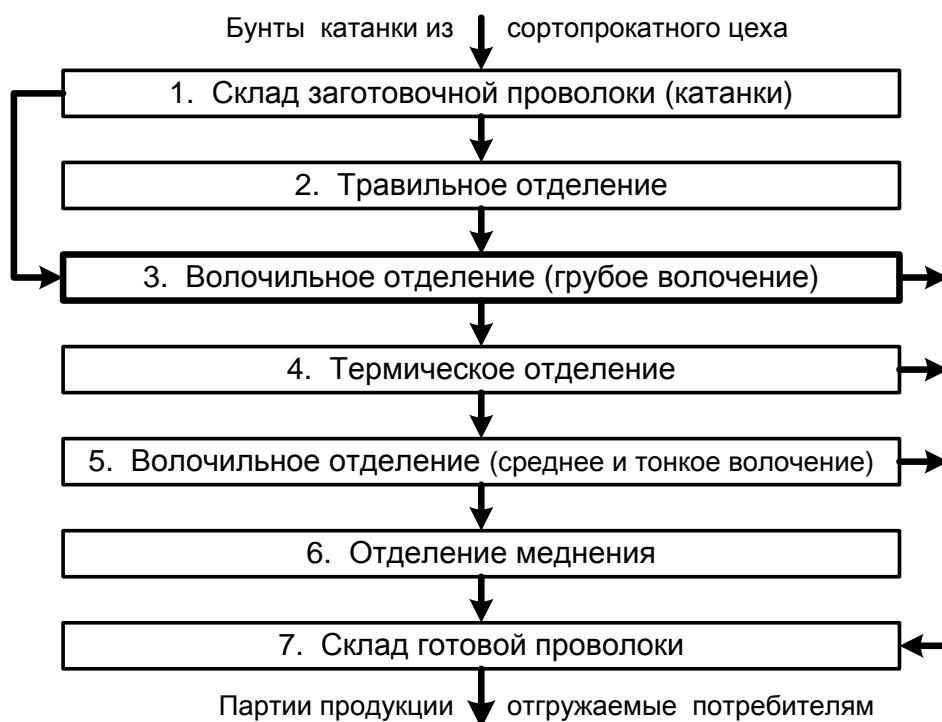 Бунты катанки из сортопрокатного цеха
1. Склад заготовочной проволоки (катанки)
2. Травильное отделение
3. Волочильное отделение (грубое волочение)
4. Термическое отделение
5. Волочильное отделение (среднее и тонкое волочение)
6. Отделение меднения
7. Склад готовой проволоки
Партии продукции отгружаемые потребителям